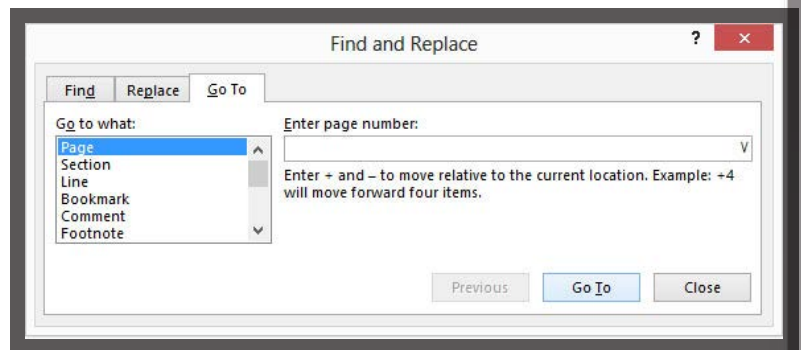 Find and Replace
?
×
Find
Replace
Go To
Go to what:
Page
Section
Line
Bookmark
Comment
Footnote
Enter page number:
V
Enter + and – to move relative to the current location. Example: +4
will move forward four items.
Previous
Go To
Close